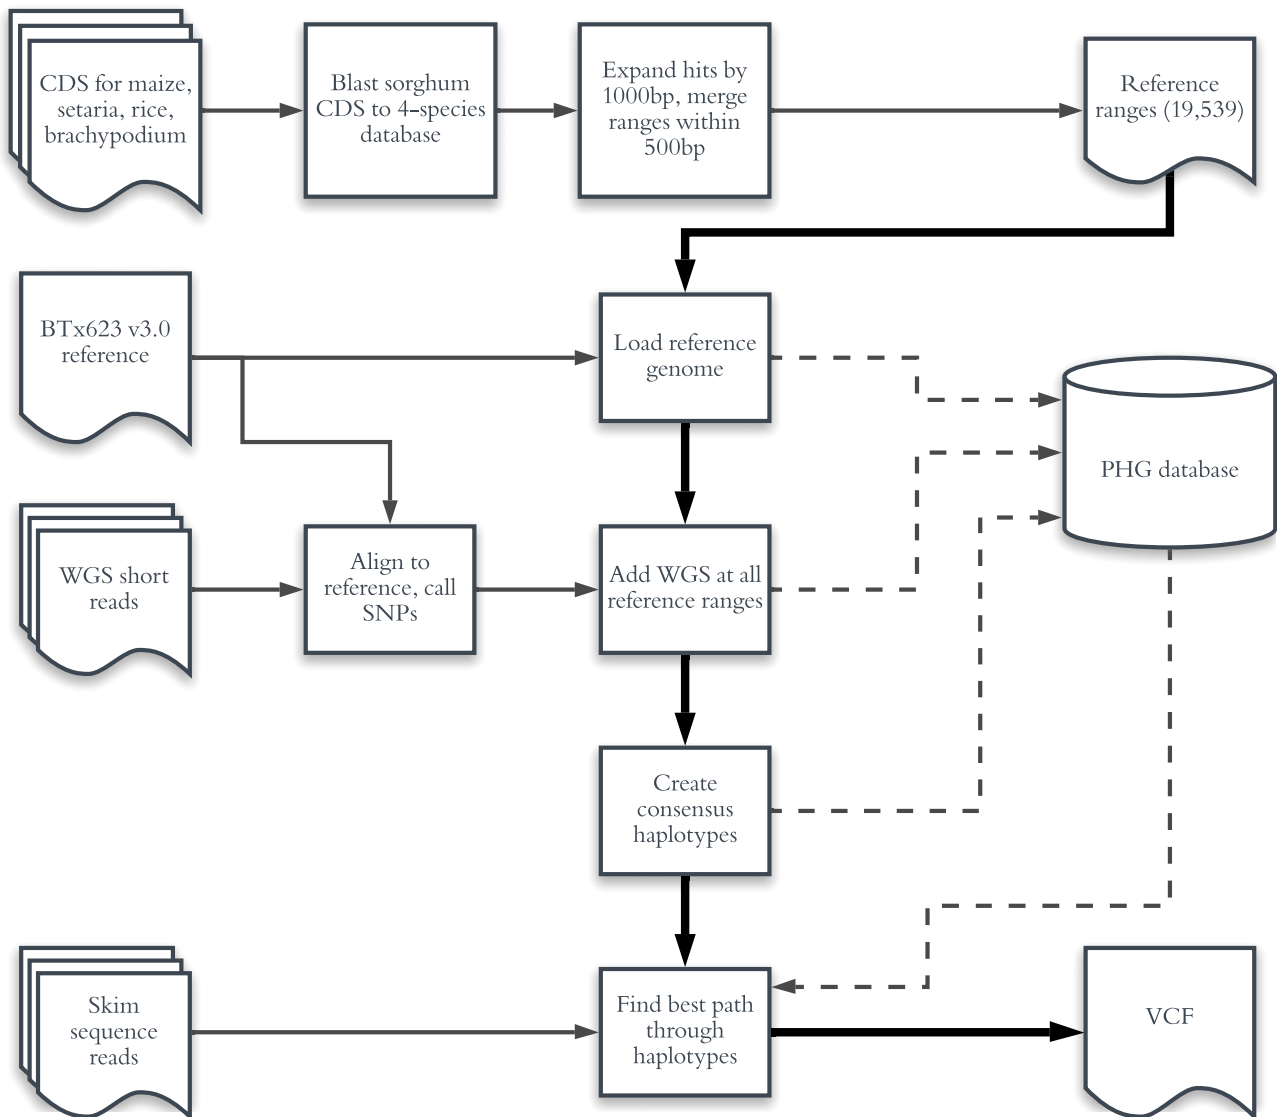 CDS for maize,
setaria, rice,
brachypodium
Blast sorghum
CDS to 4-species
database
Expand hits by
1000bp, merge
ranges within
500bp
Reference
ranges (19,539)
BTx623 v3.0
reference
Load reference
genome
PHG database
WGS short
reads
Align to
reference, call
SNPs
Add WGS at all
reference ranges
Create
consensus
haplotypes
Skim
sequence
reads
Find best path
through
haplotypes
VCF